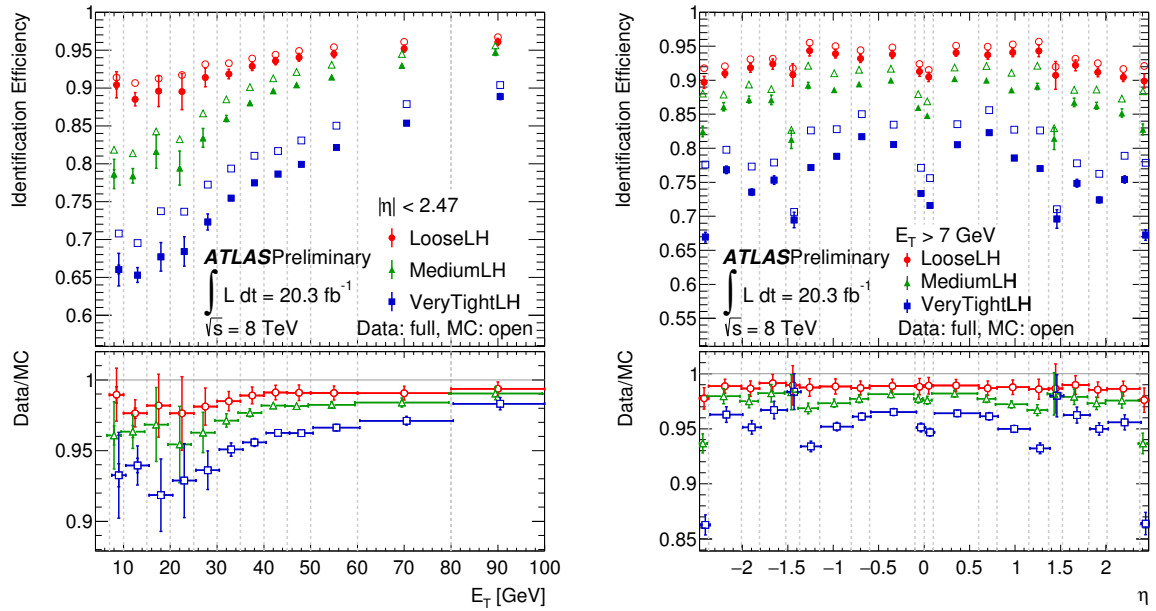 Identification Efficiency
0.95
0.9
0.85
0.8
0.75
0.7
0.65
0.6
|η| < 2.47
ATLAS Preliminary
∫ L dt = 20.3 fb⁻¹
√s = 8 TeV
LooseLH
MediumLH
VeryTightLH
Data: full, MC: open
Data/MC
1
0.95
0.9
10 20 30 40 50 60 70 80 90 100
E_T [GeV]
Identification Efficiency
1
0.95
0.9
0.85
0.8
0.75
0.7
0.65
0.6
0.55
E_T > 7 GeV
ATLAS Preliminary
∫ L dt = 20.3 fb⁻¹
√s = 8 TeV
LooseLH
MediumLH
VeryTightLH
Data: full, MC: open
Data/MC
1
0.95
0.9
0.85
−2 −1.5 −1 −0.5 0 0.5 1 1.5 2
η